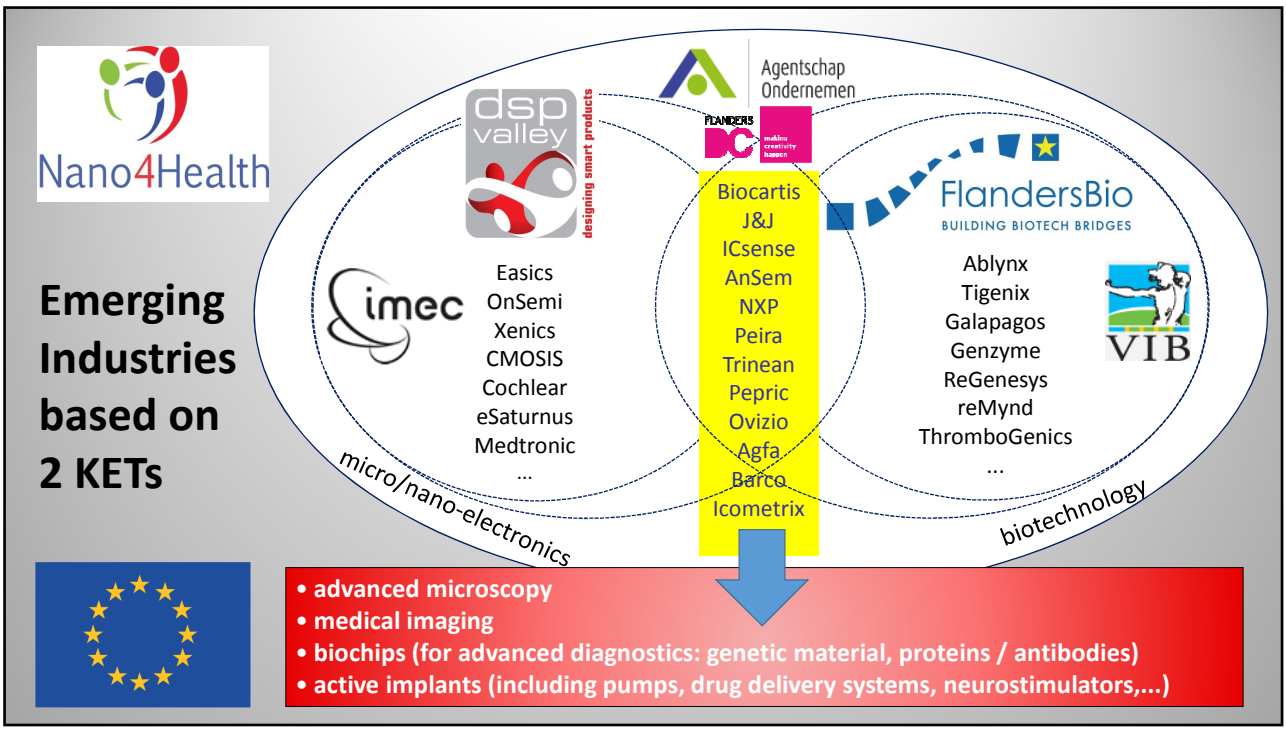 Nano4Health
Emerging
Industries
based on
2 KETs
Agentschap
Ondernemen
FLANDERS
DC
making
creativity
happen
dsp
valley
designing smart products
imec
Easics
OnSemi
Xenics
CMOSIS
Cochlear
eSaturnus
Medtronic
...
micro/nano-electronics
Biocartis
J&J
ICsense
AnSem
NXP
Peira
Trinean
Pepric
Ovizio
Agfa
Barco
Icometrix
FlandersBio
BUILDING BIOTECH BRIDGES
Ablynx
Tigenix
Galapagos
Genzyme
ReGenesys
reMynd
ThromboGenics
...
VIB
biotechnology
• advanced microscopy
• medical imaging
• biochips (for advanced diagnostics: genetic material, proteins / antibodies)
• active implants (including pumps, drug delivery systems, neurostimulators,...)